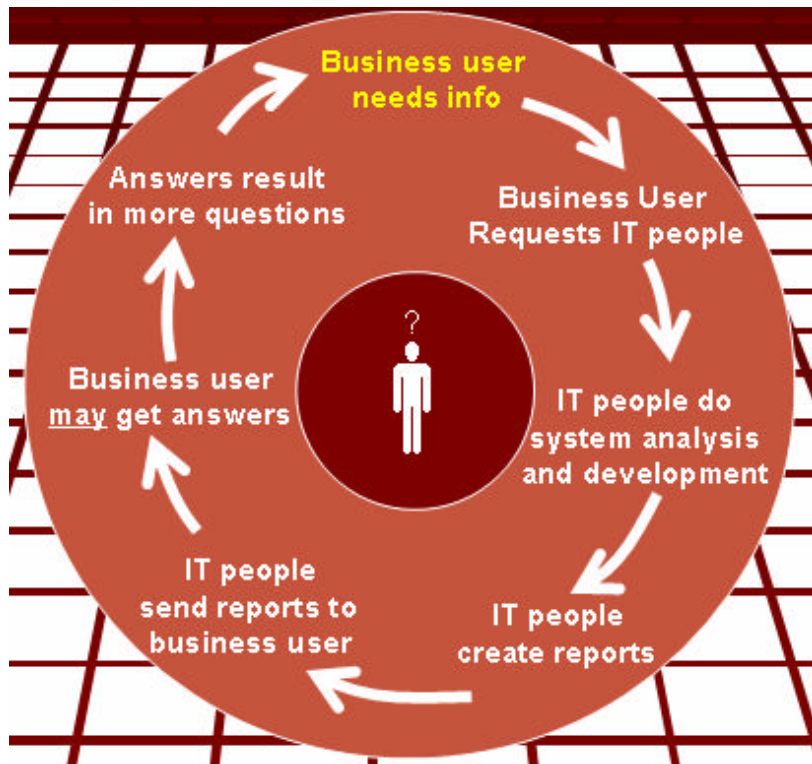 Business user
needs info
Business User
Requests IT people
IT people do
system analysis
and development
IT people
create reports
IT people
send reports to
business user
Business user
may get answers
Answers result
in more questions
?